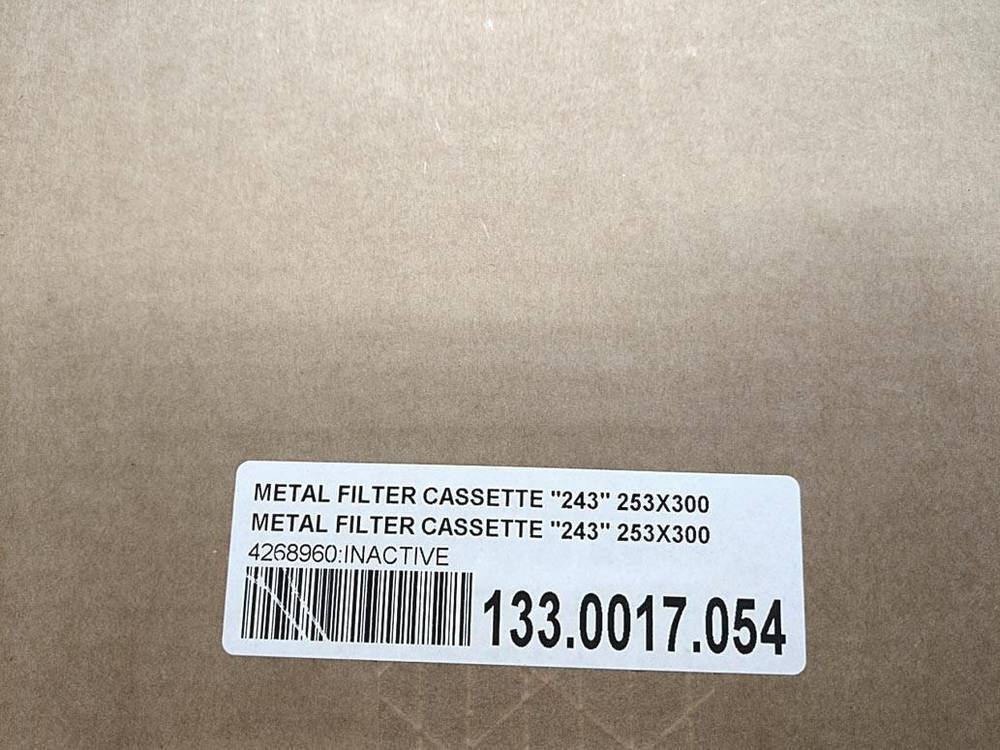 METAL FILTER CASSETTE "243" 253X300
METAL FILTER CASSETTE "243" 253X300
4268960:INACTIVE
133.0017.054